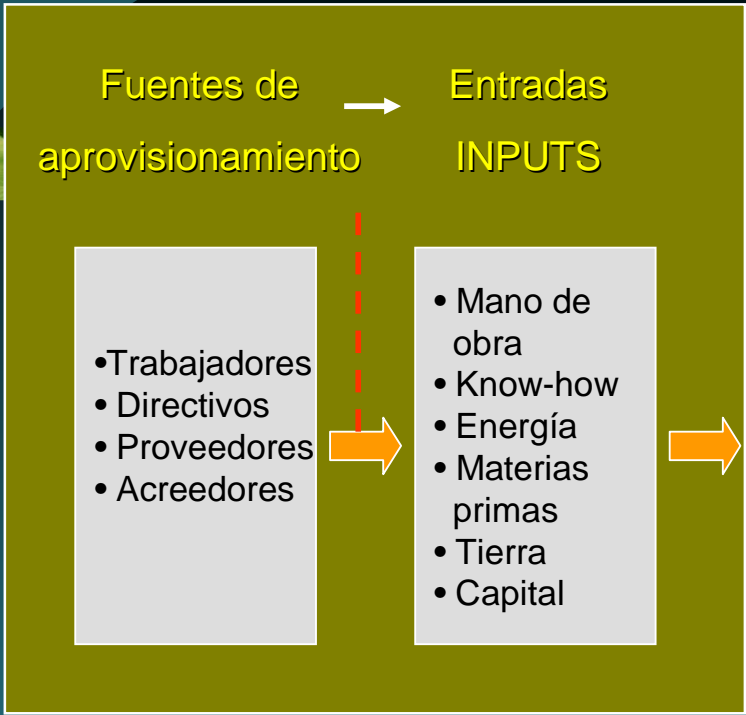 Fuentes de
aprovisionamiento
Entradas
INPUTS
•Trabajadores
• Directivos
• Proveedores
• Acreedores
• Mano de
obra
• Know-how
• Energía
• Materias
primas
• Tierra
• Capital